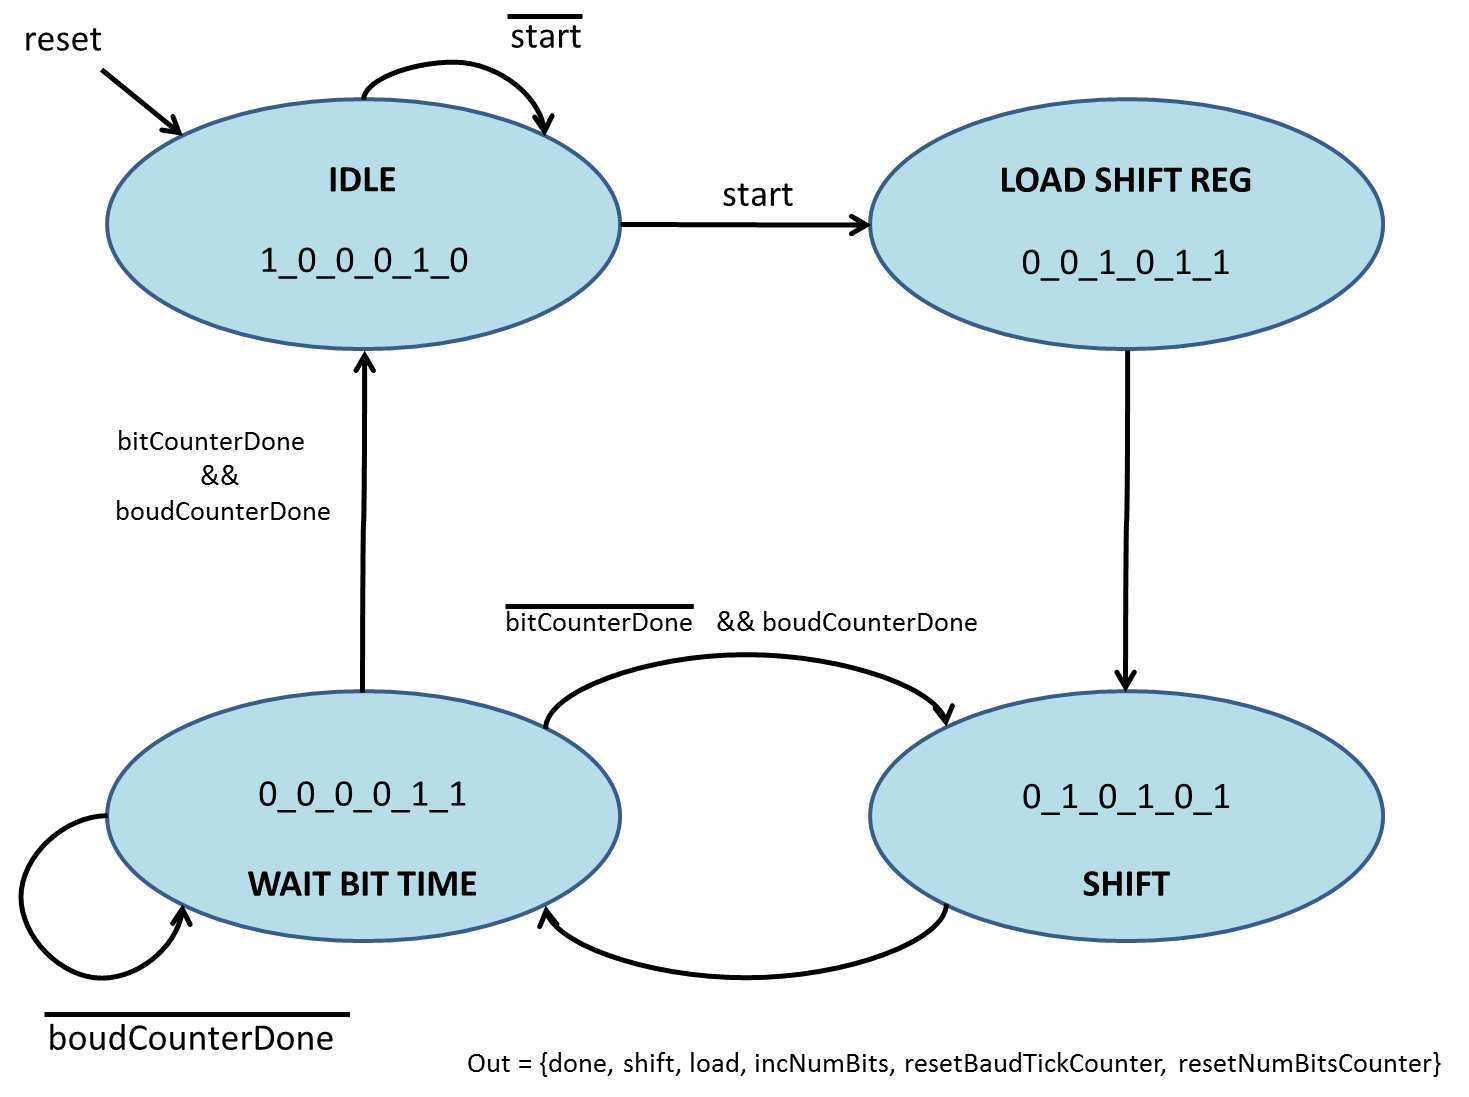 reset
start
IDLE
1_0_0_0_1_0
start
LOAD SHIFT REG
0_0_1_0_1_1
bitCounterDone
&&
boudCounterDone
bitCounterDone && boudCounterDone
0_0_0_0_1_1
WAIT BIT TIME
0_1_0_1_0_1
SHIFT
boudCounterDone
Out = {done, shift, load, incNumBits, resetBaudTickCounter, resetNumBitsCounter}